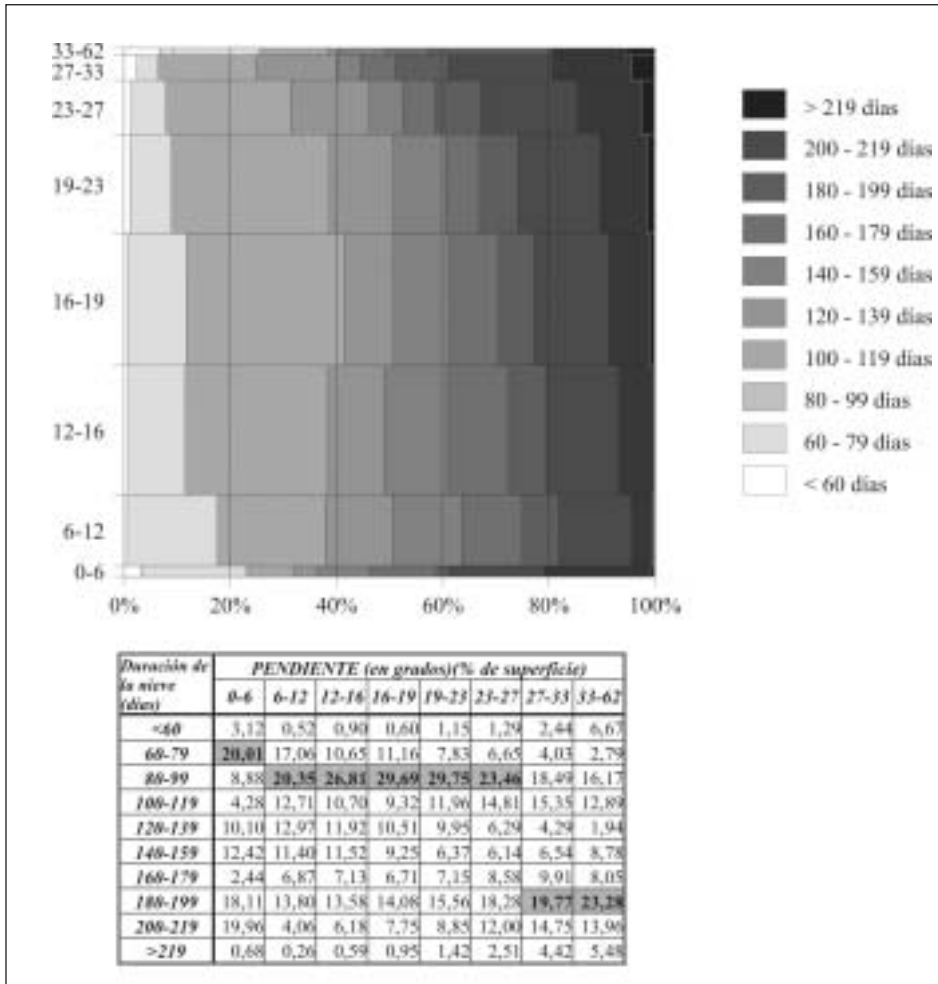 33-62
27-33
23-27
19-23
16-19
12-16
6-12
0-6
0% 20% 40% 60% 80% 100%
> 219 días
200 - 219 días
180 - 199 días
160 - 179 días
140 - 159 días
120 - 139 días
100 - 119 días
80 - 99 días
60 - 79 días
< 60 días
Duración de la nieve (días) PENDIENTE (en grados)(% de superficie)
0-6 6-12 12-16 16-19 19-23 23-27 27-33 33-62
<60 3,12 0,52 0,90 0,60 1,15 1,29 2,44 6,67
60-79 20,01 17,06 10,65 11,16 7,83 6,65 4,03 2,79
80-99 8,88 20,35 26,81 29,69 29,75 23,46 18,49 16,17
100-119 4,28 12,71 10,70 9,32 11,96 14,81 15,35 12,89
120-139 10,10 12,97 11,92 10,51 9,95 6,29 4,29 1,94
140-159 12,42 11,40 11,52 9,25 6,37 6,14 6,54 8,78
160-179 2,44 6,87 7,13 6,71 7,15 8,58 9,91 8,05
180-199 18,11 13,80 13,58 14,08 15,56 18,28 19,77 23,28
200-219 19,96 4,06 6,18 7,75 8,85 12,00 14,75 13,96
>219 0,68 0,26 0,59 0,95 1,42 2,51 4,42 5,48